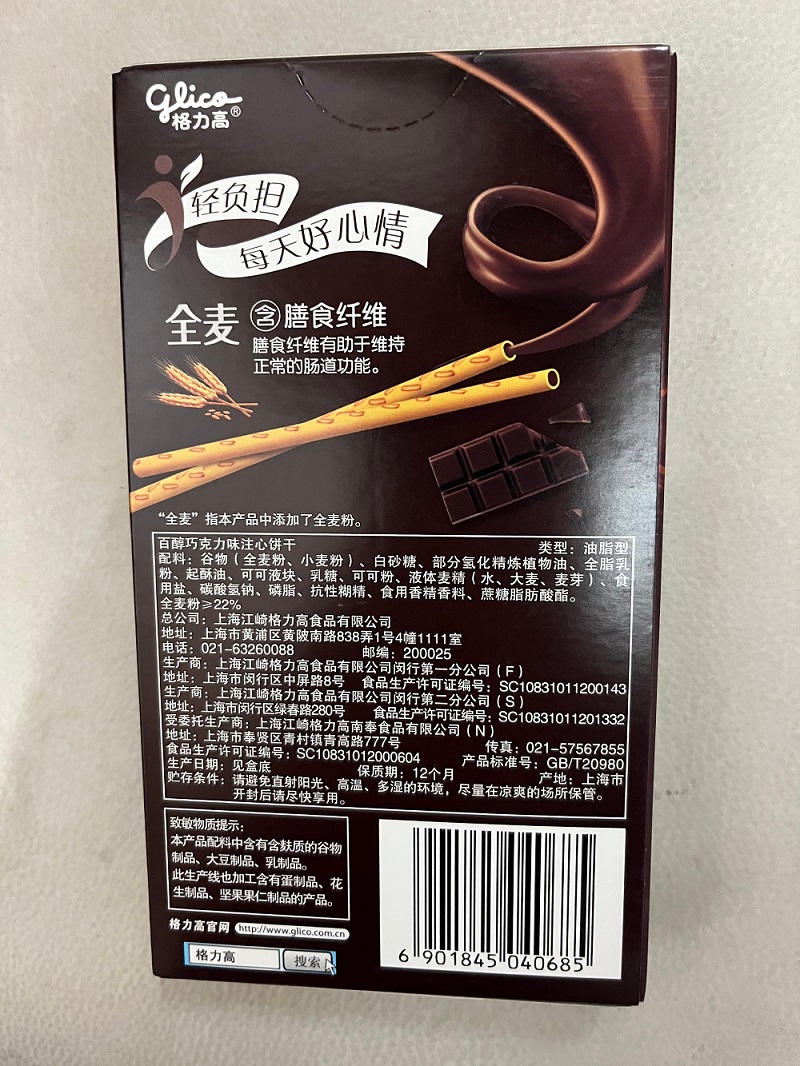 Glico
格力高®
轻负担
每天好心情
全麦 含膳食纤维
膳食纤维有助于维持
正常的肠道功能。
“全麦”指本产品中添加了全麦粉。
百醇巧克力味注心饼干 类型：油脂型
配料：谷物（全麦粉、小麦粉）、白砂糖、部分氢化精炼植物油、全脂乳
粉、起酥油、可可液块、乳糖、可可粉、液体麦精（水、大麦、麦芽）、食
用盐、碳酸氢钠、磷脂、抗性糊精、食用香精香料、蔗糖脂肪酸酯。
全麦粉≥22%
总公司：上海江崎格力高食品有限公司
地址：上海市黄浦区黄陂南路838弄1号4幢1111室
电话：021-63260088 邮编：200025
生产商：上海江崎格力高食品有限公司闵行第一分公司（F）
地址：上海市闵行区中屏路8号 食品生产许可证编号：SC10831011200143
生产商：上海江崎格力高食品有限公司闵行第二分公司（S）
地址：上海市闵行区绿春路280号 食品生产许可证编号：SC10831011201332
受委托生产商：上海江崎格力高南奉食品有限公司（N）
地址：上海市奉贤区青村镇青高路777号 传真：021-57567855
食品生产许可证编号：SC10831012000604 产品标准号：GB/T20980
生产日期：见盒底 保质期：12个月 产地：上海市
贮存条件：请避免直射阳光、高温、多湿的环境，尽量在凉爽的场所保管。
开封后请尽快享用。
致敏物质提示：
本产品配料中含有含麸质的谷物
制品、大豆制品、乳制品。
此生产线也加工含有蛋制品、花
生制品、坚果果仁制品的产品。
格力高官网 http://www.glico.com.cn
格力高 搜索
6 901845 040685